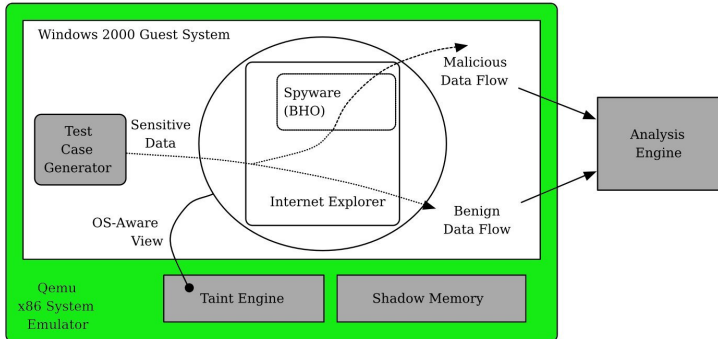 Windows 2000 Guest System
Malicious
Data Flow
Spyware
(BHO)
Test
Case
Generator
Sensitive
Data
Analysis
Engine
Internet Explorer
Benign
Data Flow
OS-Aware
View
Qemu
x86 System
Emulator
Taint Engine
Shadow Memory